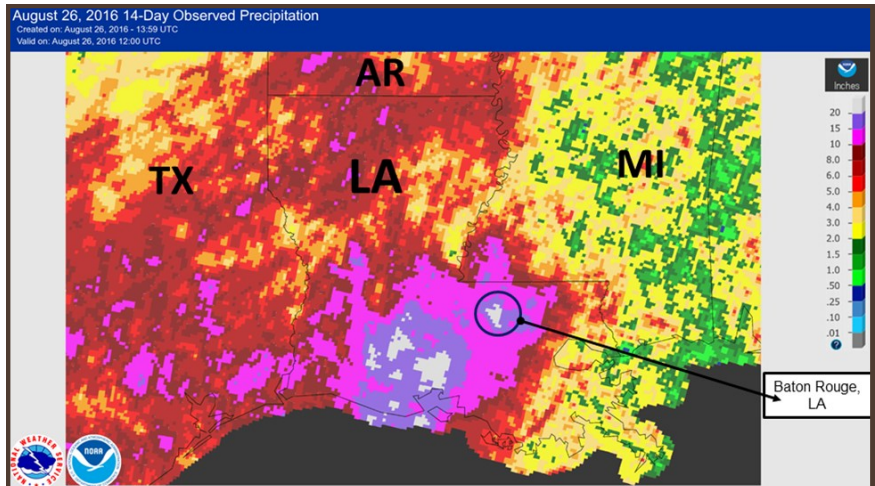 August 26, 2016 14-Day Observed Precipitation
Created on: August 26, 2016 - 13:59 UTC
Valid on: August 26, 2016 12:00 UTC
AR
TX
LA
MI
Inches
20
15
10
8.0
6.0
5.0
4.0
3.0
2.0
1.5
1.0
.50
.25
.10
.01
?
Baton Rouge,
LA
NATIONAL WEATHER SERVICE
NOAA